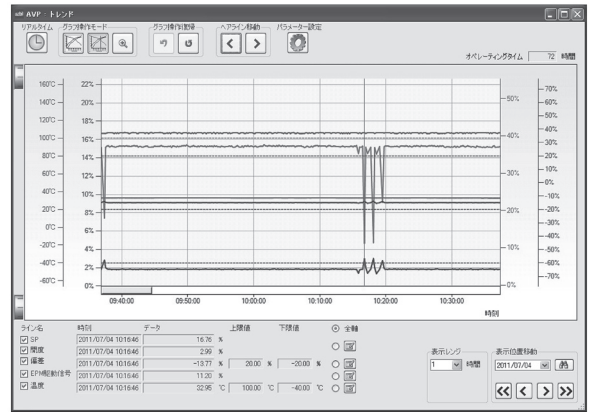 AVP - トレンド
リアルタイム グラフ操作モード グラフ操作回帰 ヘアライン移動 パラメーター設定
オペレーティングタイム 72 時間
160℃ 22% 70%
140℃ 20% 50% 60%
120℃ 18% 50%
100℃ 16% 40% 40%
80℃ 14% 30%
60℃ 12% 30% 20%
40℃ 10% 10%
20℃ 8% 20% 0%
0℃ 6% -10%
-20℃ 4% 10% -20%
-40℃ 2% -30%
-60℃ 0% 0% -40%
-50%
-60%
-70%
09:40:00 09:50:00 10:00:00 10:10:00 10:20:00 10:30:00
時刻
ライン名 時刻 データ 上限値 下限値 全軸
SP 2011/07/04 10:16:46 16.76 %
開度 2011/07/04 10:16:46 2.99 %
偏差 2011/07/04 10:16:46 -13.77 % 20.00 % -20.00 %
EPM駆動信号 2011/07/04 10:16:46 11.20 %
温度 2011/07/04 10:16:46 32.95 ℃ 100.00 ℃ -40.00 ℃
表示レンジ 表示位置移動
1 時間 2011/07/04